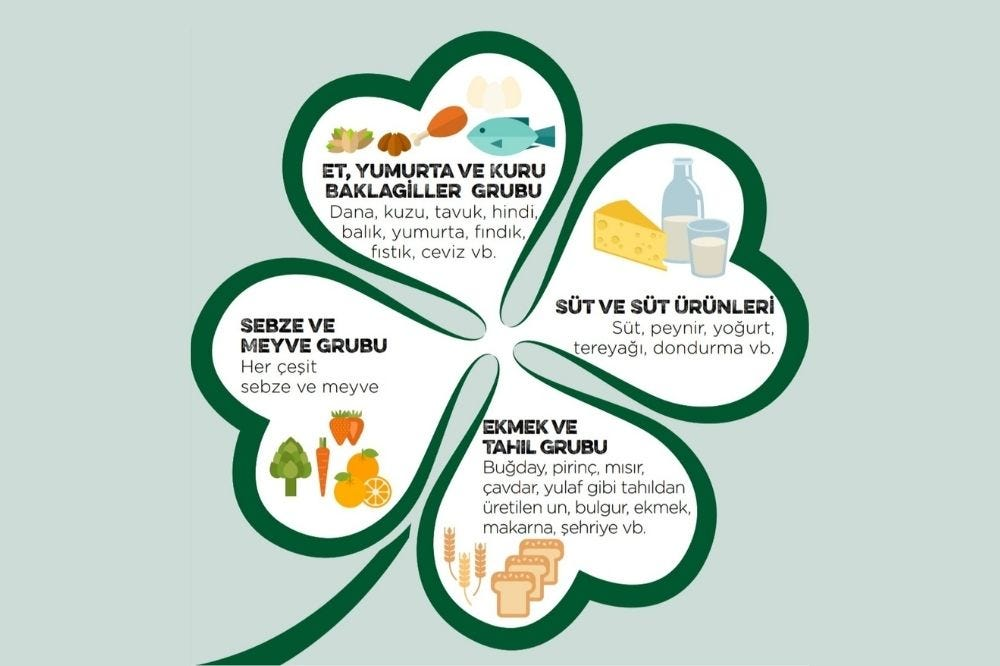 ET, YUMURTA VE KURU
BAKLAGİLLER GRUBU
Dana, kuzu, tavuk, hindi,
balık, yumurta, fındık,
fıstık, ceviz vb.
SÜT VE SÜT ÜRÜNLERİ
Süt, peynir, yoğurt,
tereyağı, dondurma vb.
SEBZE VE
MEYVE GRUBU
Her çeşit
sebze ve meyve
EKMEK VE
TAHIL GRUBU
Buğday, pirinç, mısır,
çavdar, yulaf gibi tahıldan
üretilen un, bulgur, ekmek,
makarna, şehriye vb.